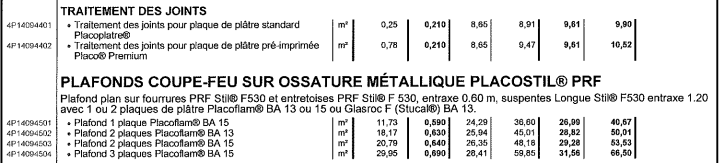 TRAITEMENT DES JOINTS
4P14094401 • Traitement des joints pour plaque de plâtre standard m² 0,25 0,210 8,65 8,91 9,61 9,90
Placoplatre®
4P14094402 • Traitement des joints pour plaque de plâtre pré-imprimée m² 0,78 0,210 8,65 9,47 9,61 10,52
Placo® Premium
PLAFONDS COUPE-FEU SUR OSSATURE MÉTALLIQUE PLACOSTIL® PRF
Plafond plan sur fourrures PRF Stil® F530 et entretoises PRF Stil® F 530, entraxe 0.60 m, suspentes Longue Stil® F530 entraxe 1.20
avec 1 ou 2 plaques de plâtre Placoflam® BA 13 ou 15 ou Glasroc F (Stucal®) BA 13.
4P14094501 • Plafond 1 plaque Placoflam® BA 15 m² 11,73 0,590 24,29 36,60 26,99 40,67
4P14094502 • Plafond 2 plaques Placoflam® BA 13 m² 18,17 0,630 25,94 45,01 28,82 50,01
4P14094503 • Plafond 2 plaques Placoflam® BA 15 m² 20,79 0,640 26,35 48,18 29,28 53,53
4P14094504 • Plafond 3 plaques Placoflam® BA 15 m² 29,95 0,690 28,41 59,85 31,56 66,50